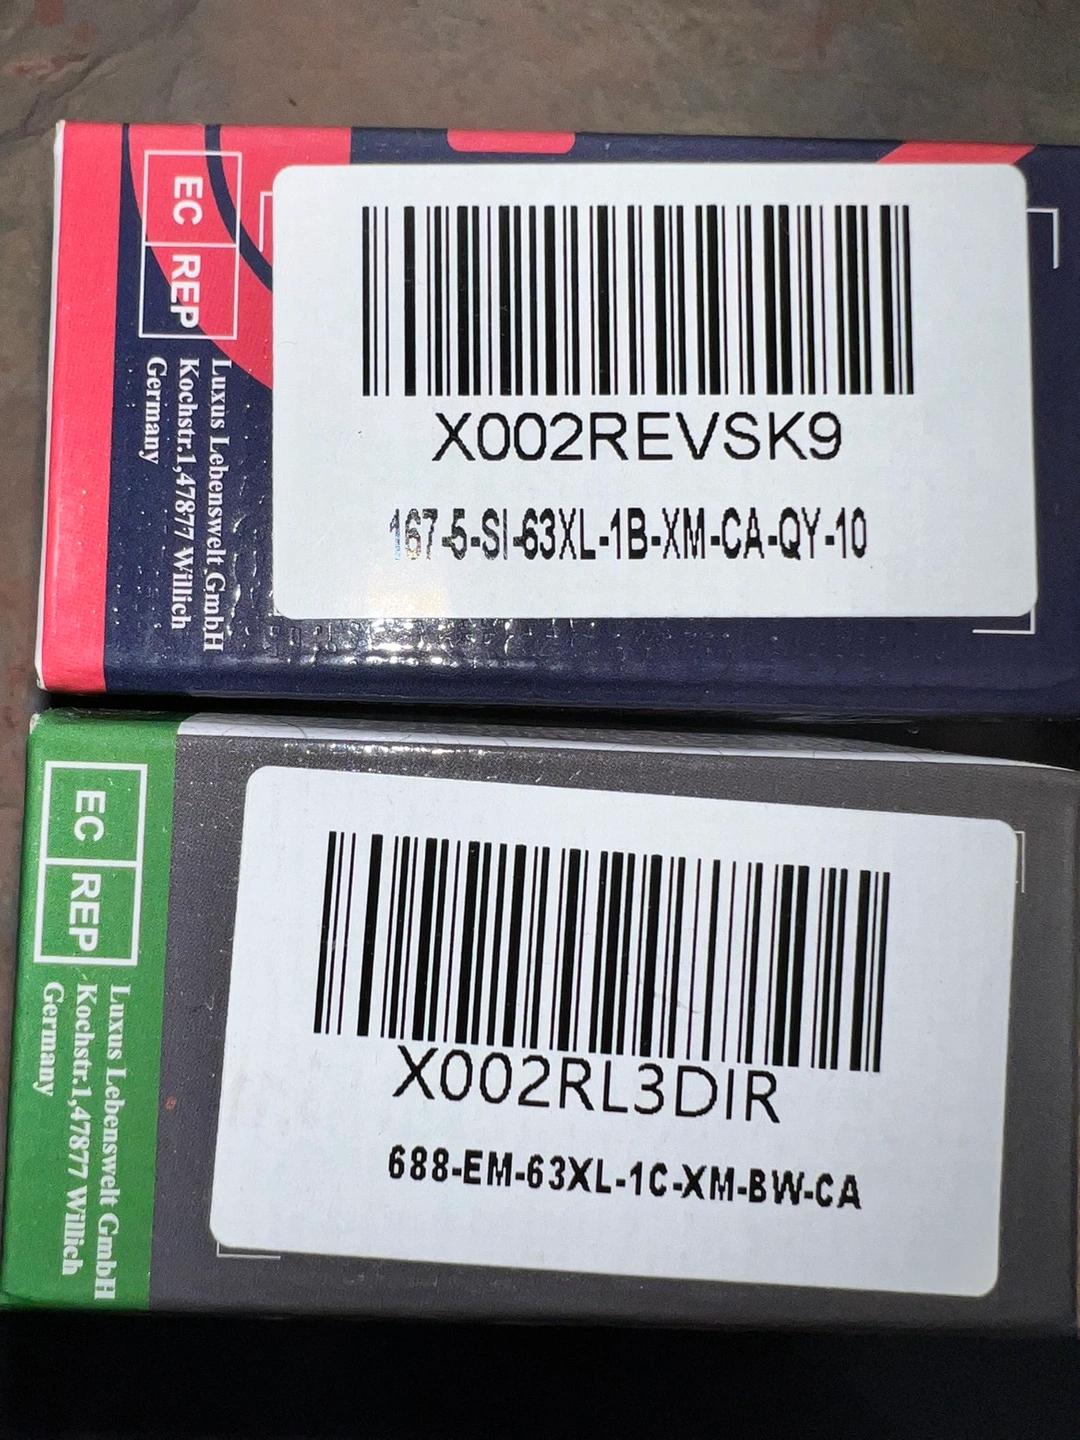 EC REP
Luxus Lebenswelt GmbH
Kochstr.1,47877 Willich
Germany
X002REVSK9
167-5-SI-63XL-1B-XM-CA-QY-10
EC REP
Luxus Lebenswelt GmbH
Kochstr.1,47877 Willich
Germany
X002RL3DIR
688-EM-63XL-1C-XM-BW-CA